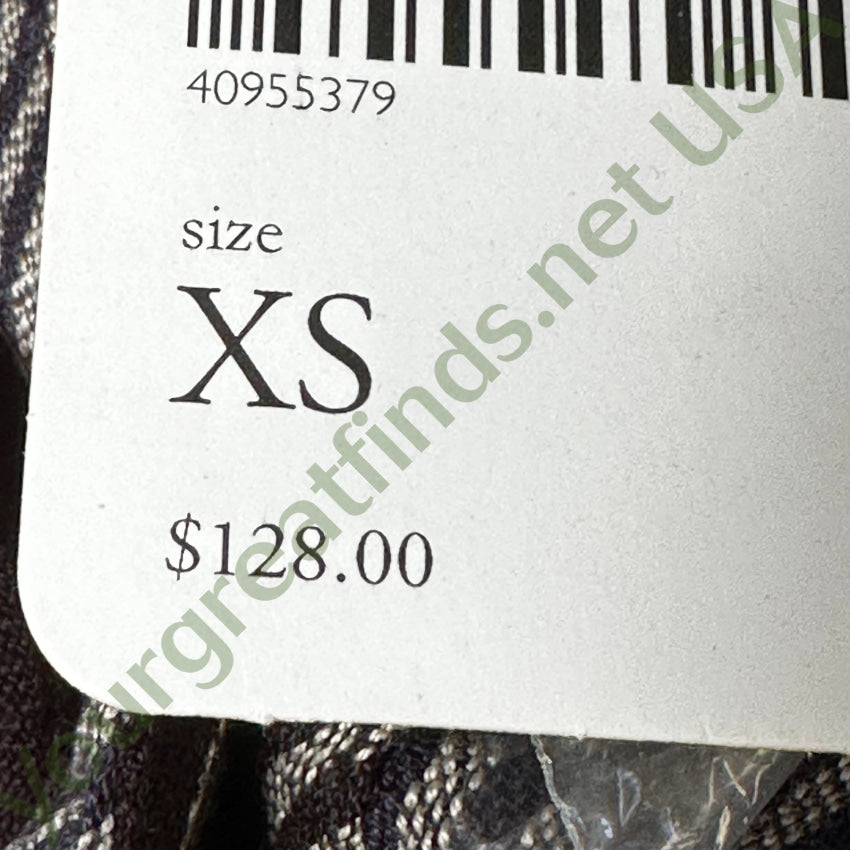 40955379
size
XS
$128.00
yourgreatfinds.net USA